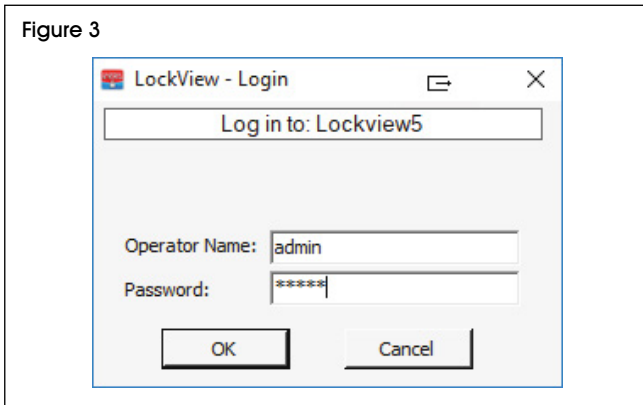 Figure 3
LockView - Login
Log in to: Lockview5
Operator Name: admin
Password: *****
OK Cancel